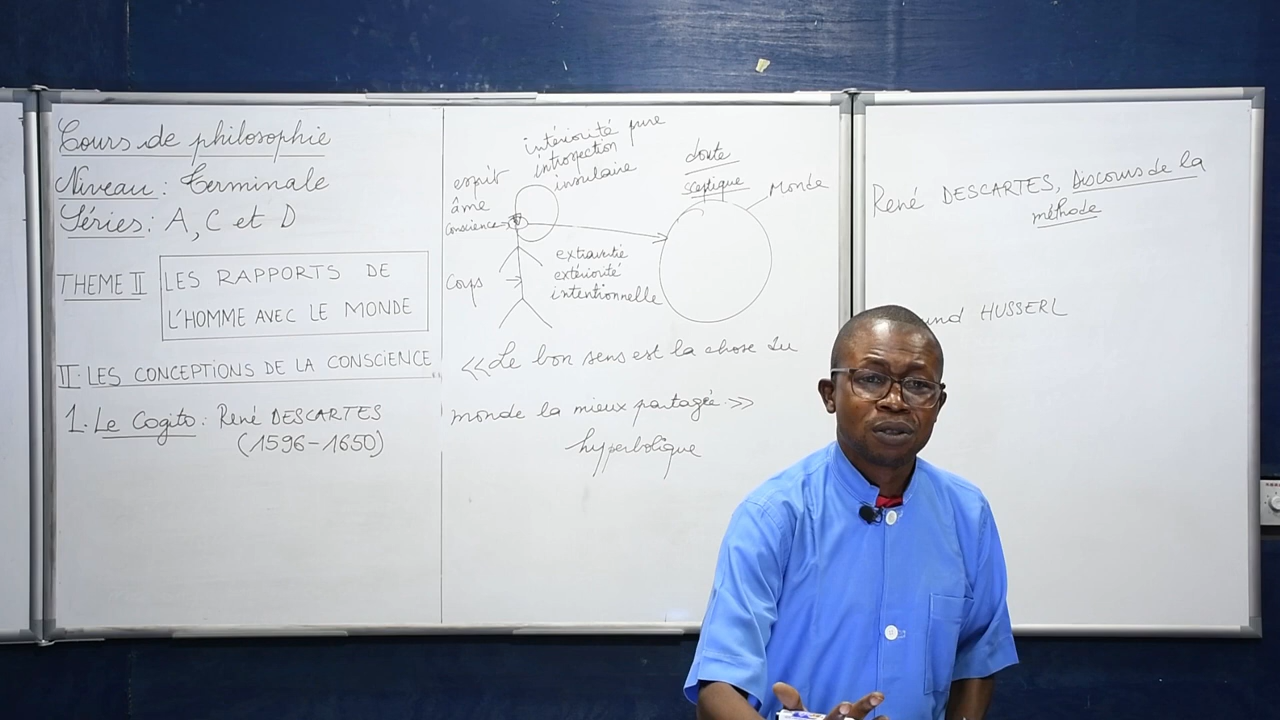 Cours de philosophie
Niveau : Terminale
Séries : A, C et D
THEME II LES RAPPORTS DE
L'HOMME AVEC LE MONDE
II. LES CONCEPTIONS DE LA CONSCIENCE
1. Le Cogito : René DESCARTES
(1596-1650)
intériorité pure
introspection
insulaire
esprit
âme
conscience
corps
doute
sceptique
Monde
extravertie
extériorité
intentionnelle
<<Le bon sens est la chose du
monde la mieux partagée.>>
hyperbolique
René DESCARTES, Discours de la
méthode
und HUSSERL